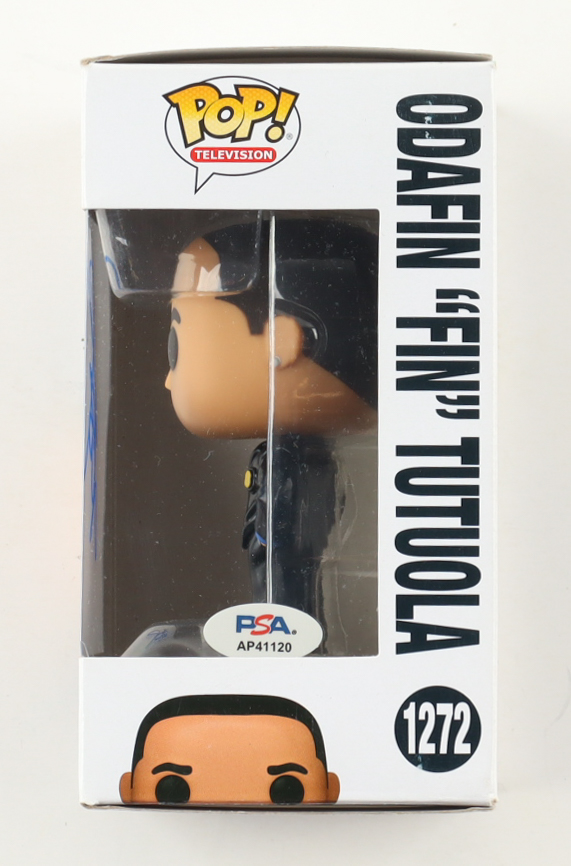 POP!
TELEVISION
ODAFIN “FIN” TUTUOLA
PSA
AP41120
1272